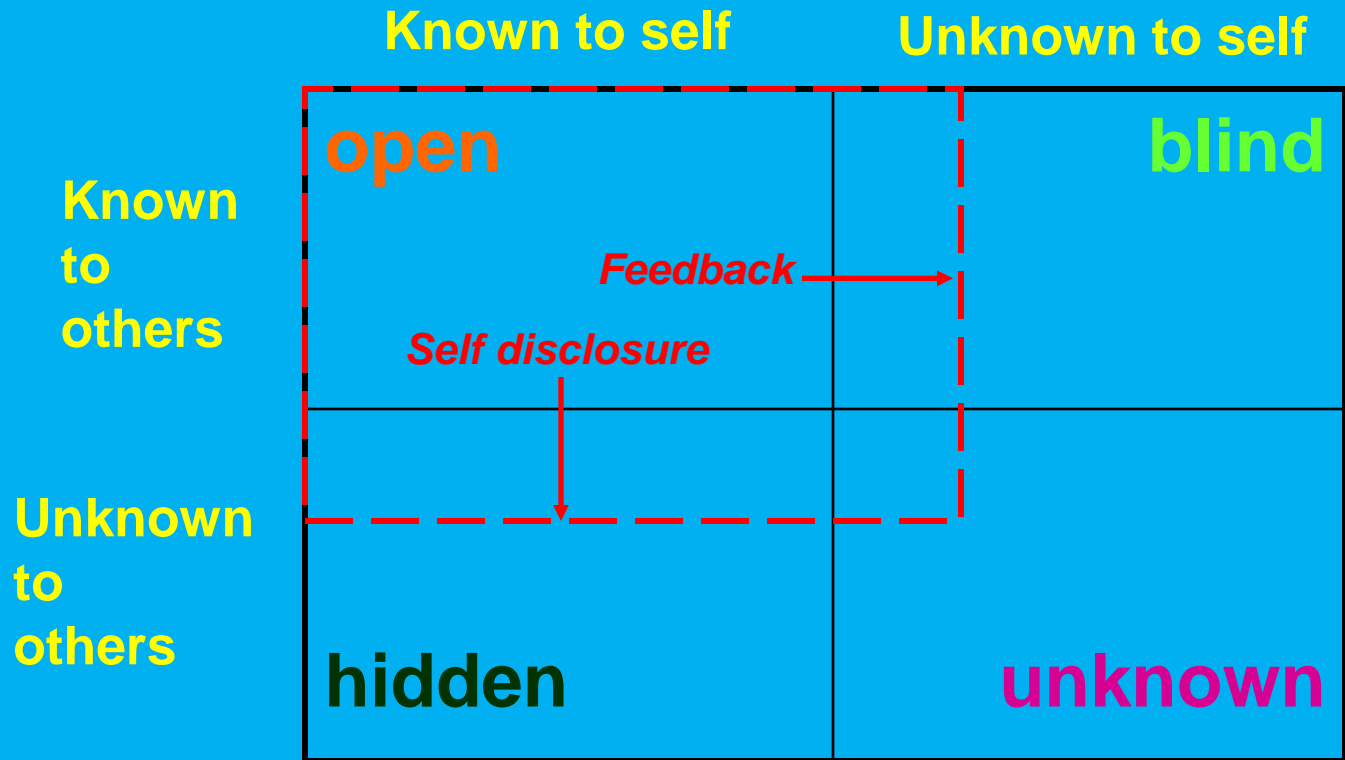 Known to self
Unknown to self
open
blind
Known
to
others
Feedback
Self disclosure
Unknown
to
others
hidden
unknown